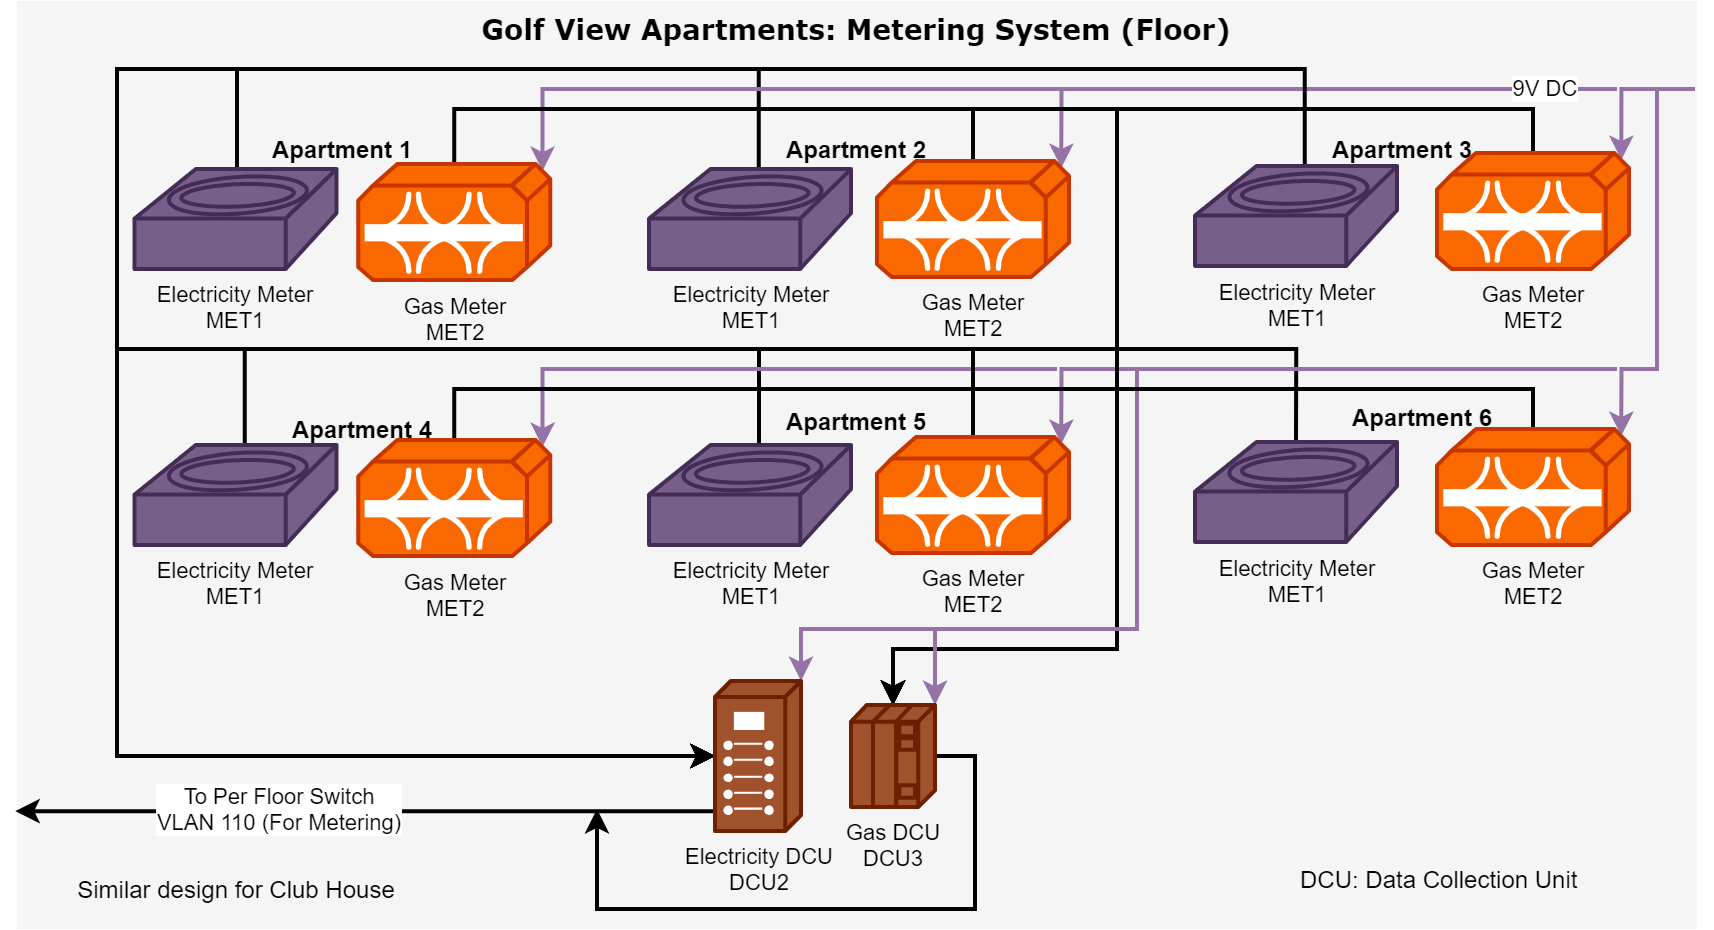 Golf View Apartments: Metering System (Floor)
9V DC
Apartment 1
Apartment 2
Apartment 3
Electricity Meter
MET1
Gas Meter
MET2
Electricity Meter
MET1
Gas Meter
MET2
Electricity Meter
MET1
Gas Meter
MET2
Apartment 4
Apartment 5
Apartment 6
Electricity Meter
MET1
Gas Meter
MET2
Electricity Meter
MET1
Gas Meter
MET2
Electricity Meter
MET1
Gas Meter
MET2
To Per Floor Switch
VLAN 110 (For Metering)
Electricity DCU
DCU2
Gas DCU
DCU3
Similar design for Club House
DCU: Data Collection Unit